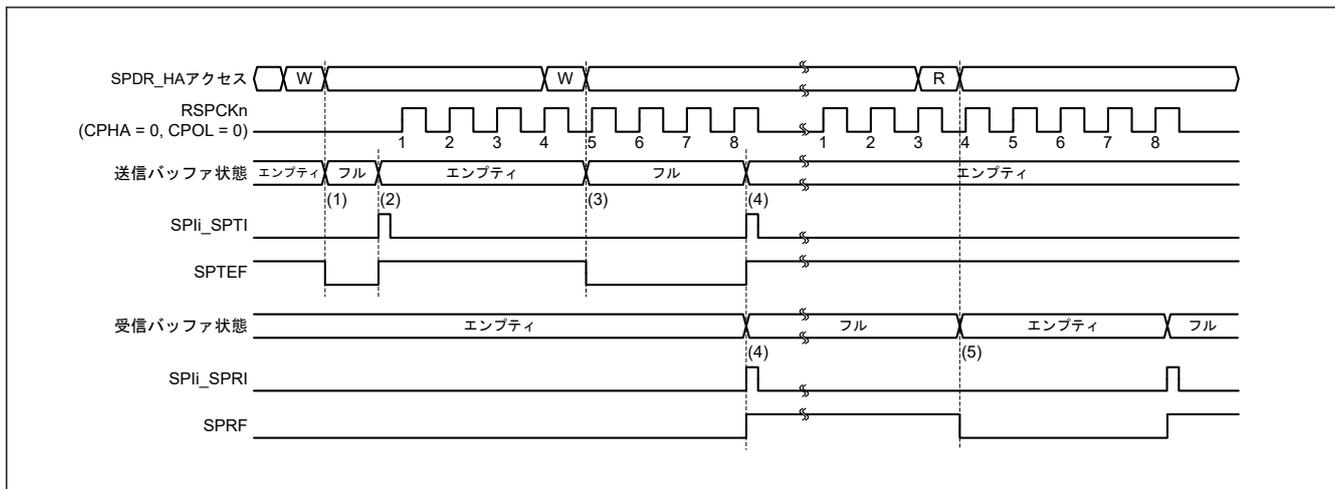 SPDR_HAアクセス
W
W
R
RSPCKn
(CPHA = 0, CPOL = 0)
1 2 3 4 5 6 7 8 1 2 3 4 5 6 7 8
送信バッファ状態
エンプティ フル エンプティ フル エンプティ
(1) (2) (3) (4)
SPIi_SPTI
SPTEF
受信バッファ状態
エンプティ フル エンプティ フル
(4) (5)
SPIi_SPRI
SPRF